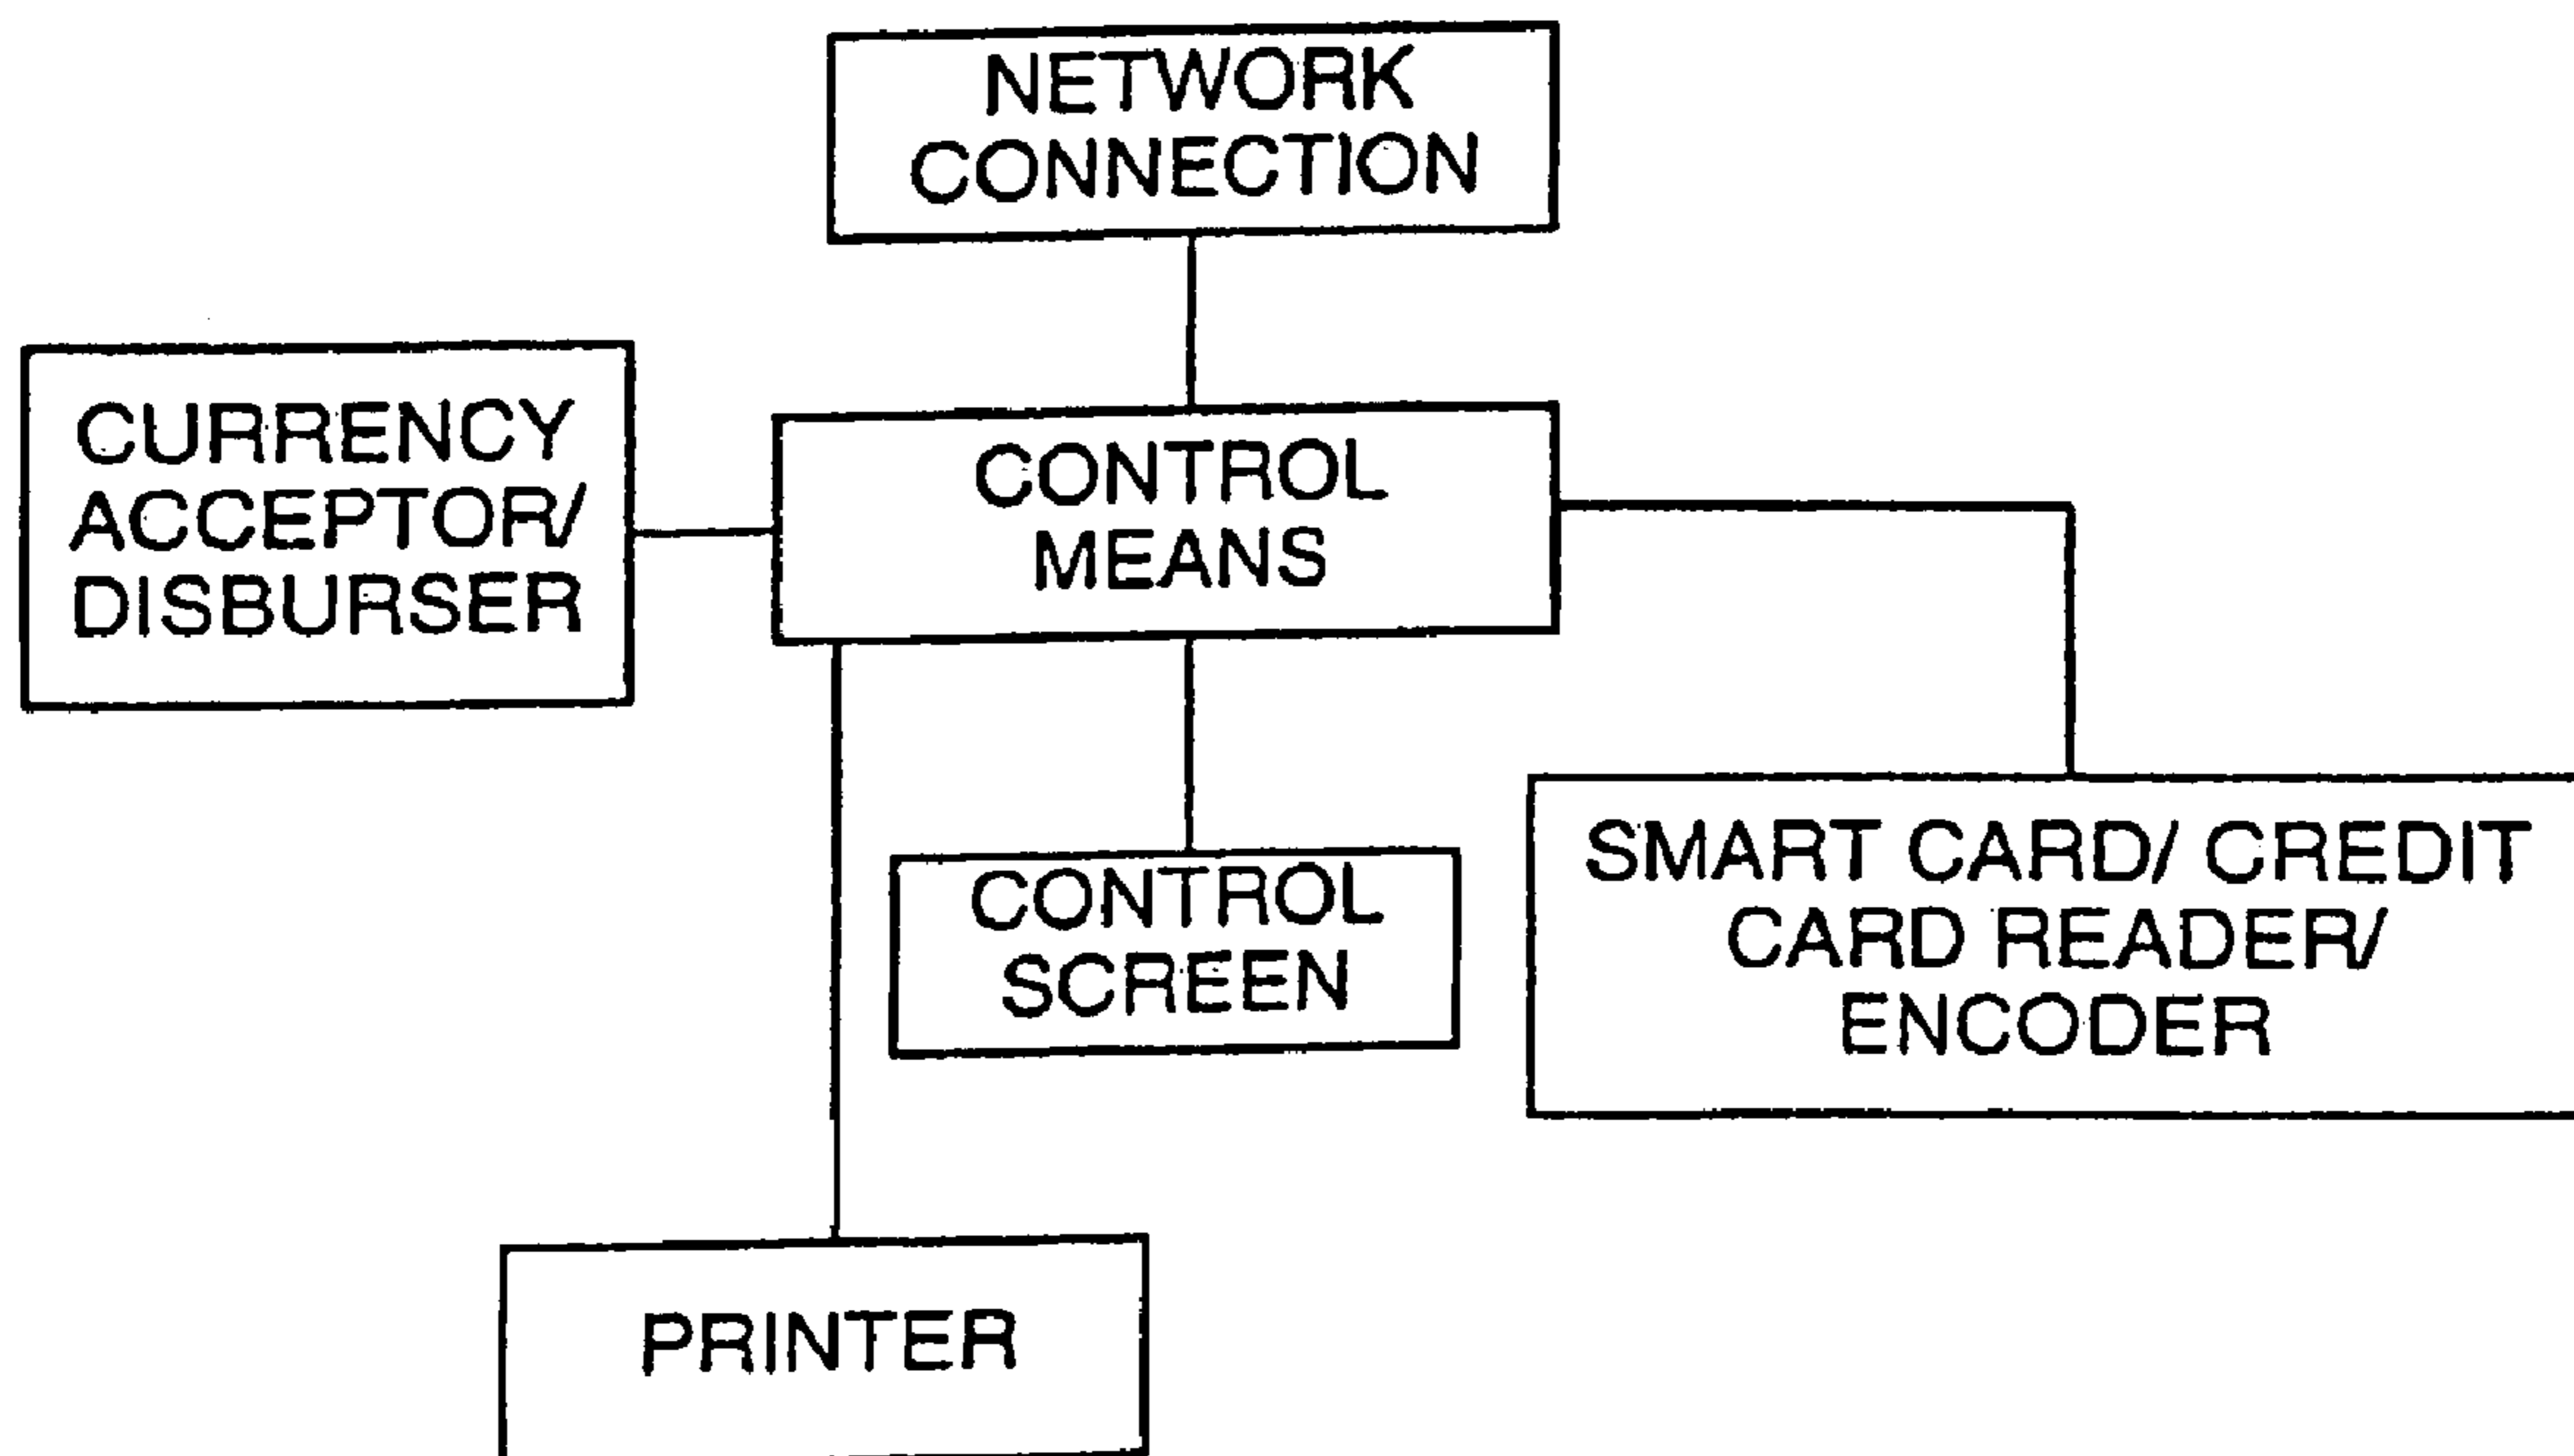 NETWORK
CONNECTION
CURRENCY
ACCEPTOR/
DISBURSER
CONTROL
MEANS
CONTROL
SCREEN
SMART CARD/ CREDIT
CARD READER/
ENCODER
PRINTER